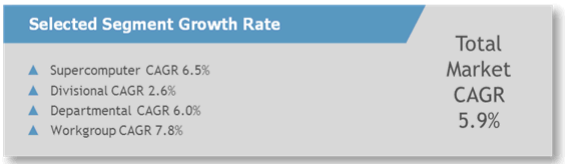 Selected Segment Growth Rate
Supercomputer CAGR 6.5%
Divisional CAGR 2.6%
Departmental CAGR 6.0%
Workgroup CAGR 7.8%
Total
Market
CAGR
5.9%